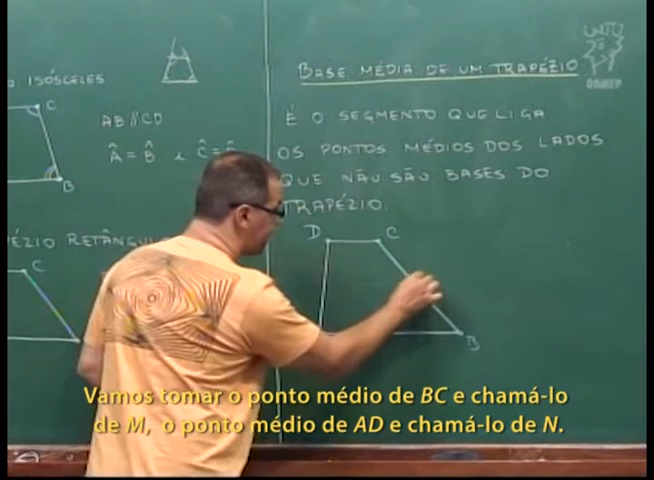 ISÓSCELES
C
AB // CD
Â = B̂ e Ĉ =
B
ÉZIO RETÂNGUL
C
BASE MÉDIA DE UM TRAPÉZIO
É O SEGMENTO QUE LIGA
OS PONTOS MÉDIOS DOS LADOS
QUE NÃO SÃO BASES DO
TRAPÉZIO.
D C
B
Vamos tomar o ponto médio de BC e chamá-lo
de M, o ponto médio de AD e chamá-lo de N.